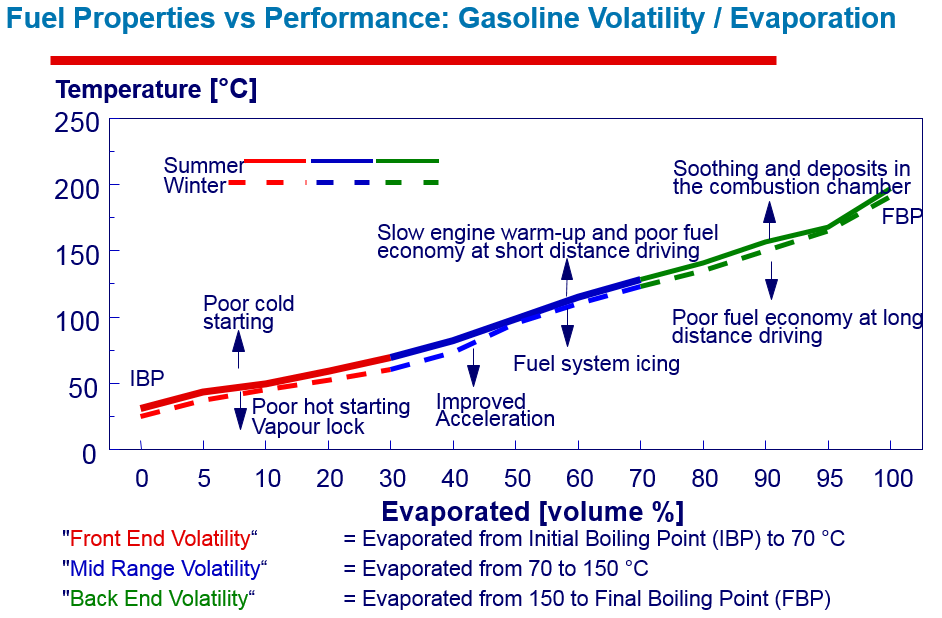 Fuel Properties vs Performance: Gasoline Volatility / Evaporation
Temperature [°C]
250
200
150
100
50
0
Summer
Winter
Soothing and deposits in
the combustion chamber
FBP
Slow engine warm-up and poor fuel
economy at short distance driving
Poor cold
starting
Poor fuel economy at long
distance driving
Fuel system icing
IBP
Improved
Acceleration
Poor hot starting
Vapour lock
0 5 10 20 30 40 50 60 70 80 90 95 100
Evaporated [volume %]
"Front End Volatility“ = Evaporated from Initial Boiling Point (IBP) to 70 °C
"Mid Range Volatility“ = Evaporated from 70 to 150 °C
"Back End Volatility“ = Evaporated from 150 to Final Boiling Point (FBP)